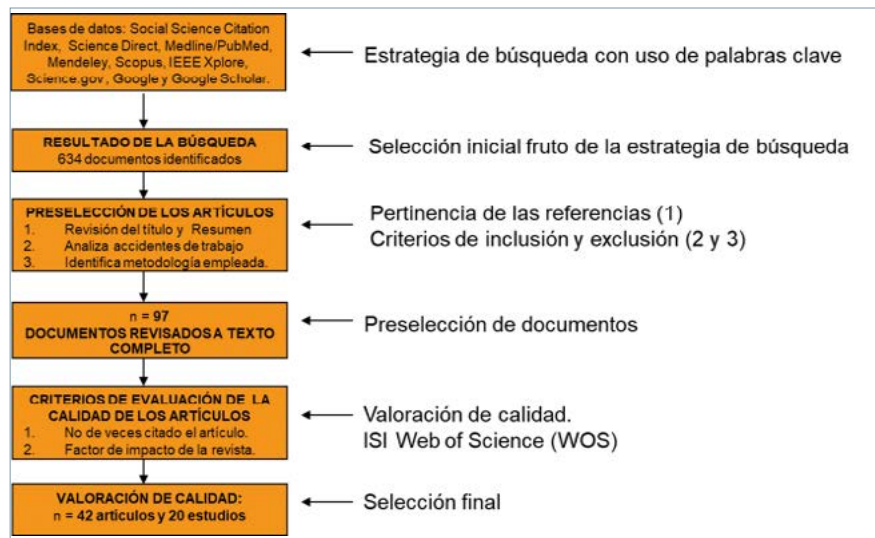 Bases de datos: Social Science Citation
Index, Science Direct, Medline/PubMed,
Mendeley, Scopus, IEEE Xplore,
Science.gov, Google y Google Scholar.
Estrategia de búsqueda con uso de palabras clave
RESULTADO DE LA BÚSQUEDA
634 documentos identificados
Selección inicial fruto de la estrategia de búsqueda
PRESELECCIÓN DE LOS ARTÍCULOS
1. Revisión del título y Resumen
2. Analiza accidentes de trabajo
3. Identifica metodología empleada.
Pertinencia de las referencias (1)
Criterios de inclusión y exclusión (2 y 3)
n = 97
DOCUMENTOS REVISADOS A TEXTO
COMPLETO
Preselección de documentos
CRITERIOS DE EVALUACIÓN DE LA
CALIDAD DE LOS ARTÍCULOS
1. No de veces citado el artículo.
2. Factor de impacto de la revista.
Valoración de calidad.
ISI Web of Science (WOS)
VALORACIÓN DE CALIDAD:
n = 42 artículos y 20 estudios
Selección final